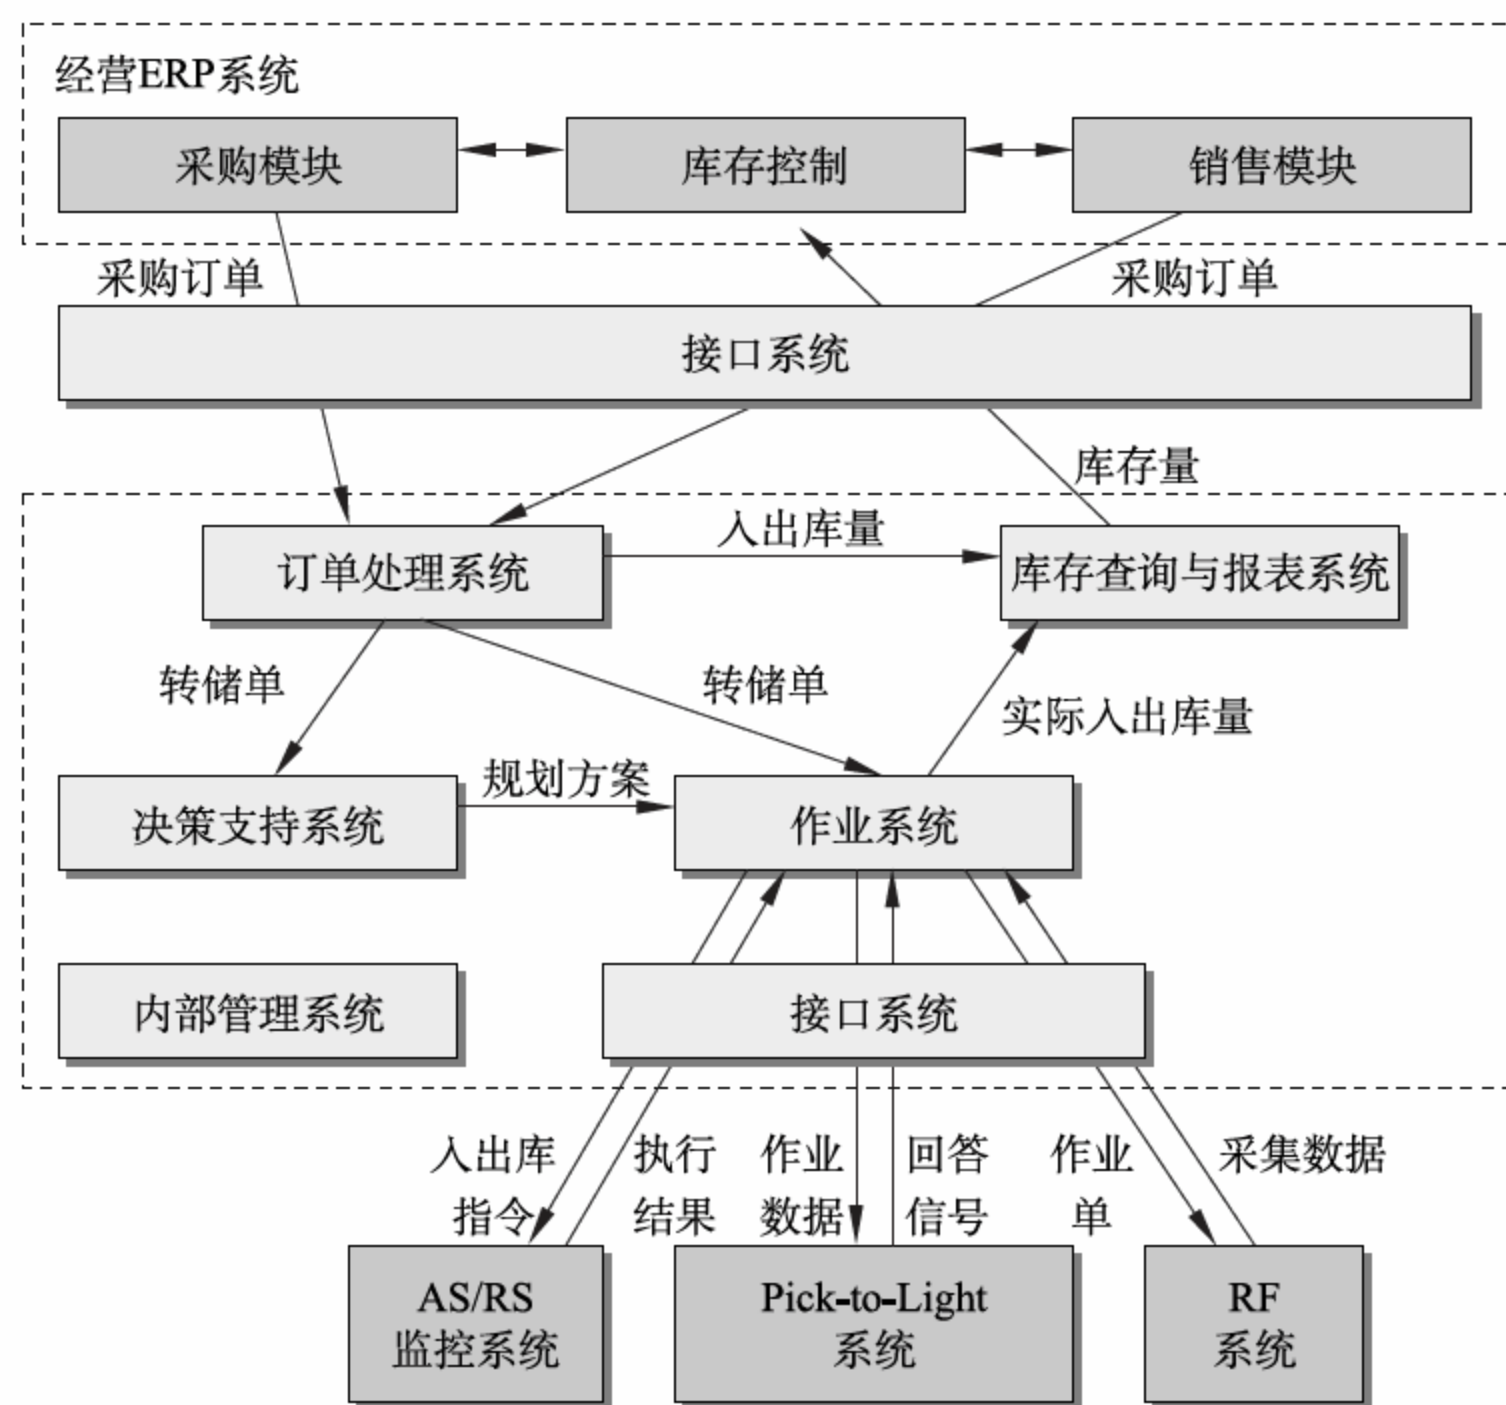 经营ERP系统
采购模块
库存控制
销售模块
采购订单
采购订单
接口系统
库存量
入出库量
订单处理系统
库存查询与报表系统
转储单
转储单
实际入出库量
规划方案
决策支持系统
作业系统
内部管理系统
接口系统
入出库
指令
执行
结果
作业
数据
回答
信号
作业
单
采集数据
AS/RS
监控系统
Pick-to-Light
系统
RF
系统